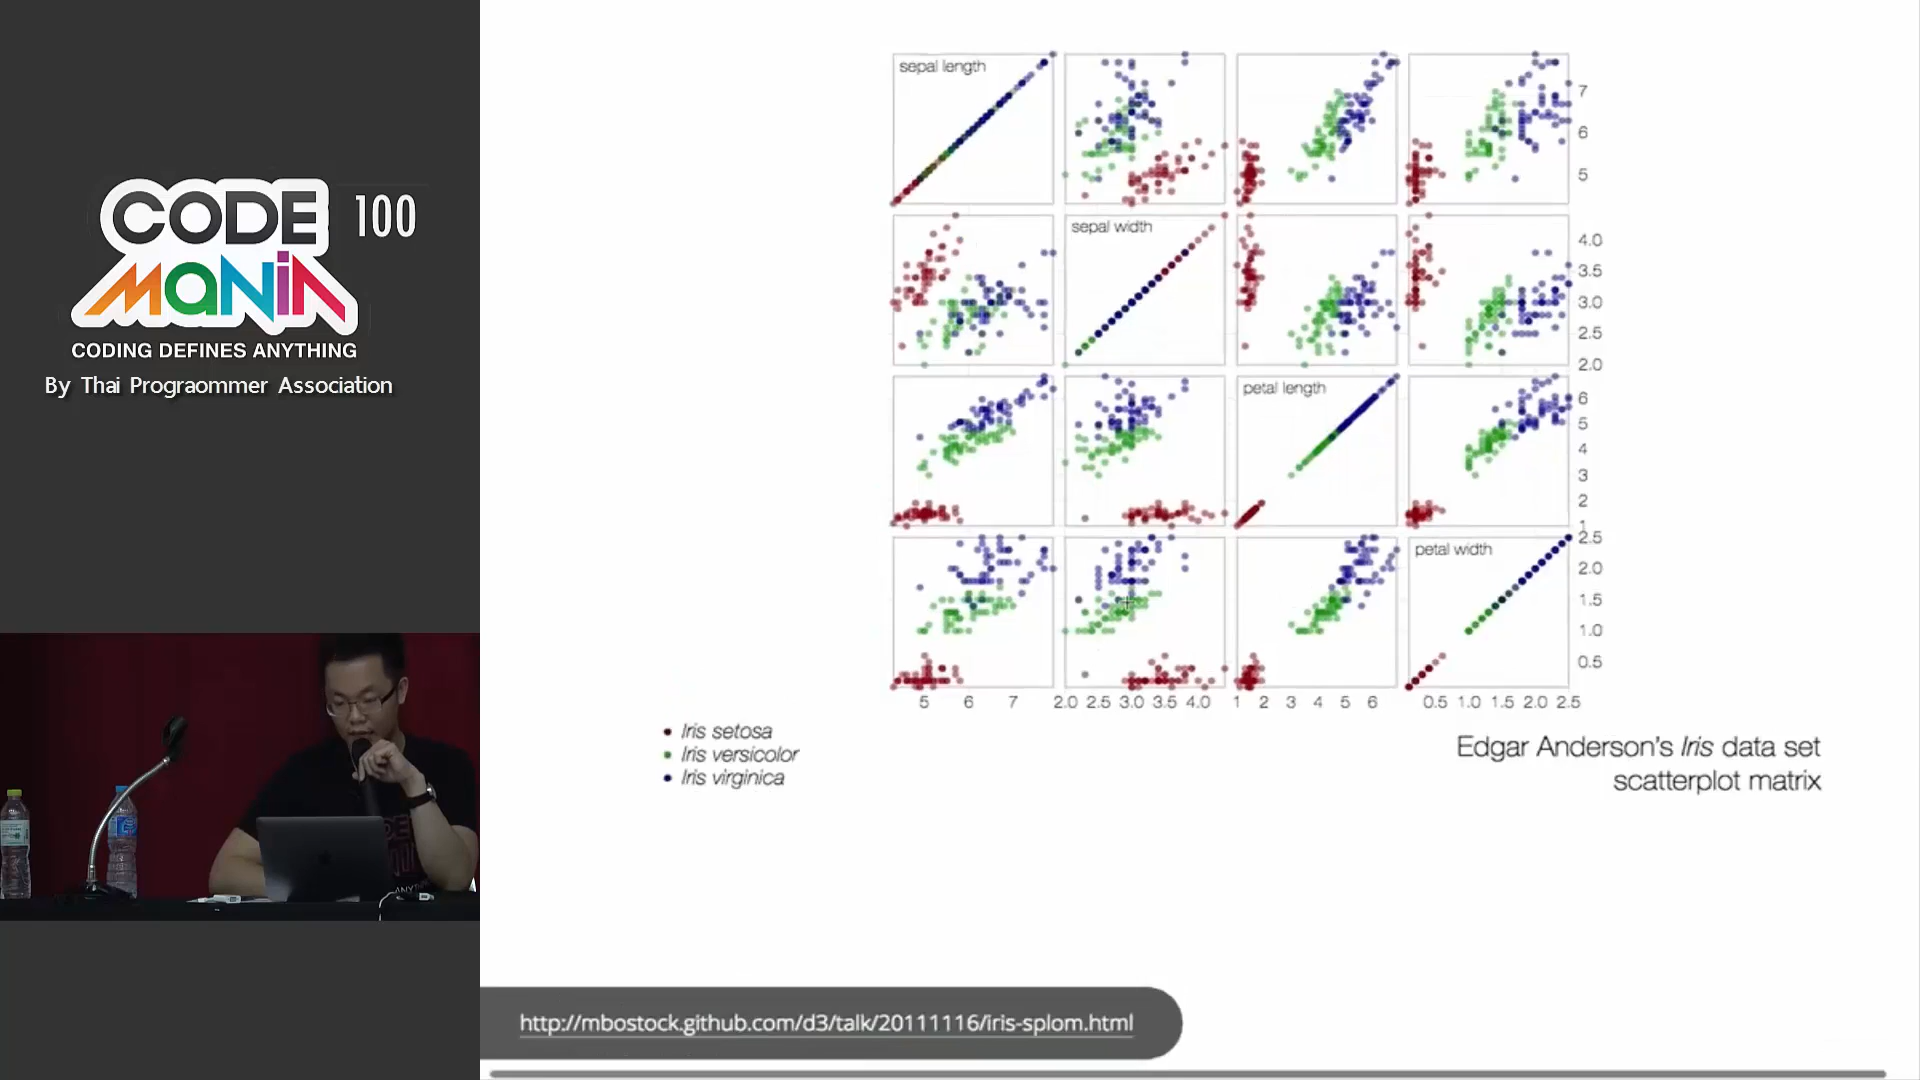 CODE 100
MANIA
CODING DEFINES ANYTHING
By Thai Prograommer Association
sepal length
7
6
5
sepal width
4.0
3.5
3.0
2.5
2.0
petal length
6
5
4
3
2
1
petal width
2.5
2.0
1.5
1.0
0.5
5 6 7 2.0 2.5 3.0 3.5 4.0 1 2 3 4 5 6 0.5 1.0 1.5 2.0 2.5
Iris setosa
Iris versicolor
Iris virginica
Edgar Anderson's Iris data set
scatterplot matrix
http://mbostock.github.com/d3/talk/20111116/iris-splom.html